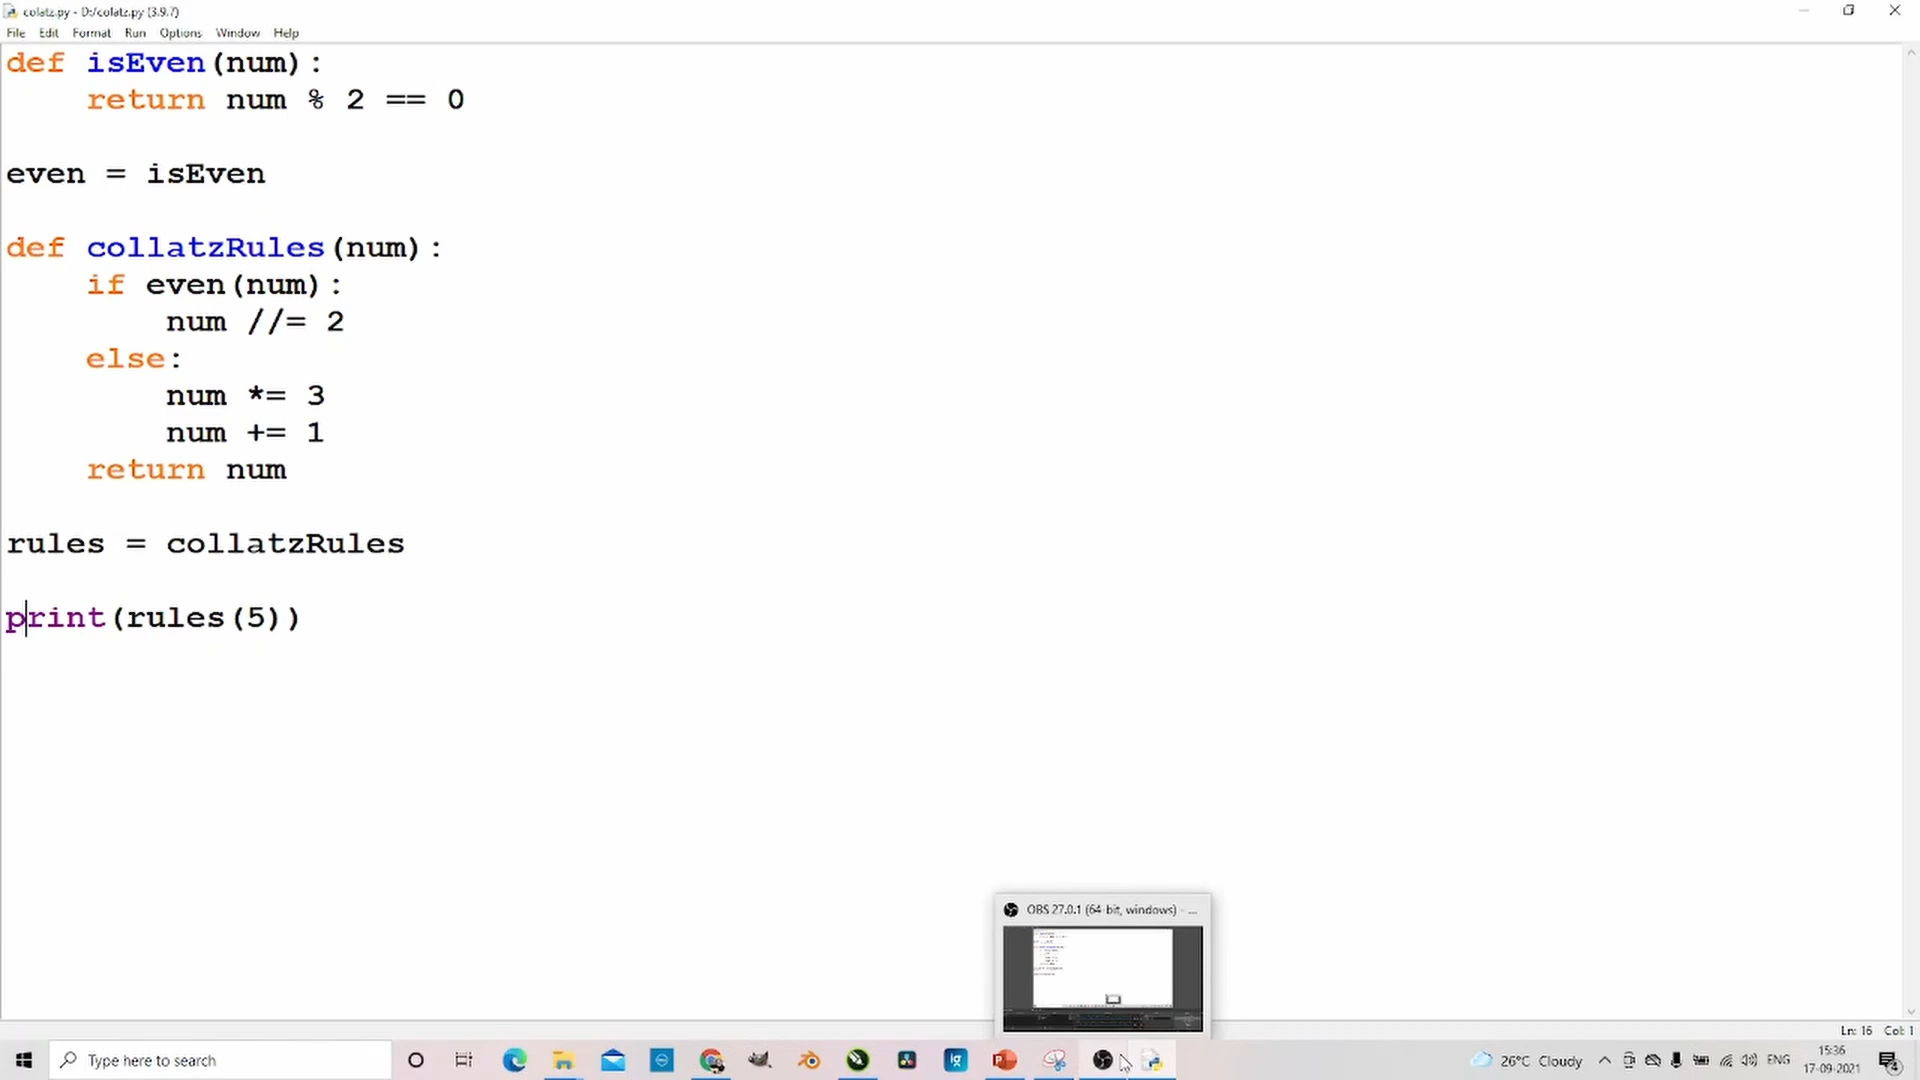 colatz.py - D:/colatz.py (3.9.7)
File Edit Format Run Options Window Help
def isEven(num):
    return num % 2 == 0
even = isEven
def collatzRules(num):
    if even(num):
        num //= 2
    else:
        num *= 3
        num += 1
    return num
rules = collatzRules
print(rules(5))
OBS 27.0.1 (64-bit, windows) - ...
Ln: 16 Col: 1
Type here to search
Ig
26°C Cloudy
ENG
15:36
17-09-2021
4